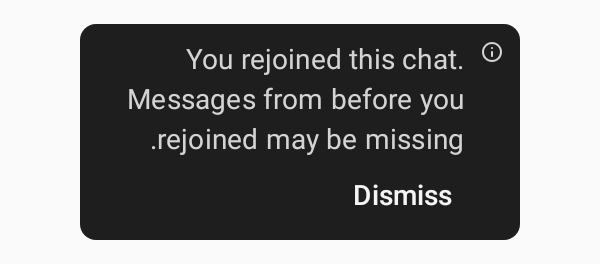 You rejoined this chat.
Messages from before you
.rejoined may be missing
Dismiss